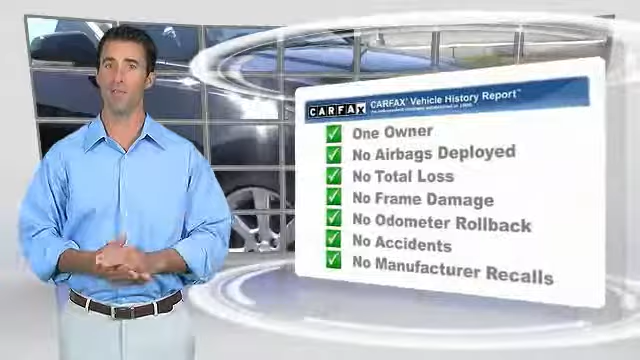 CARFAX CARFAX Vehicle History Report™
One Owner
No Airbags Deployed
No Total Loss
No Frame Damage
No Odometer Rollback
No Accidents
No Manufacturer Recalls